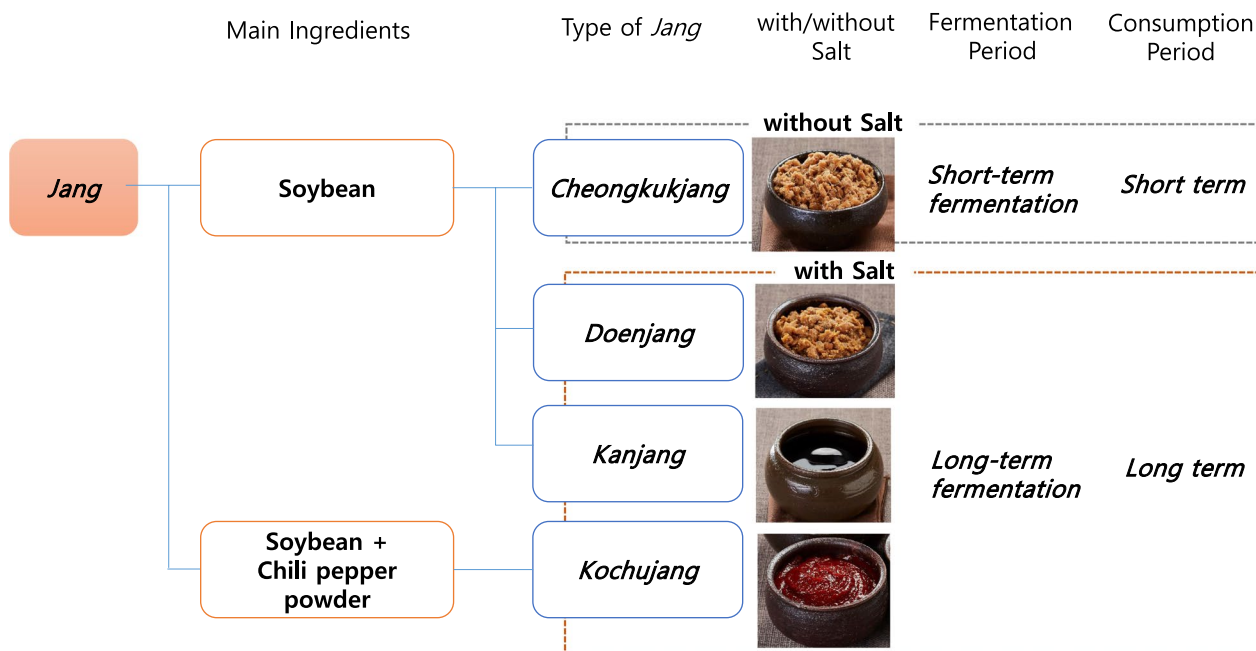 Main Ingredients
Type of Jang
with/without
Salt
Fermentation
Period
Consumption
Period
without Salt
Jang
Soybean
Cheongkukjang
Short-term
fermentation
Short term
with Salt
Doenjang
Kanjang
Long-term
fermentation
Long term
Soybean +
Chili pepper
powder
Kochujang